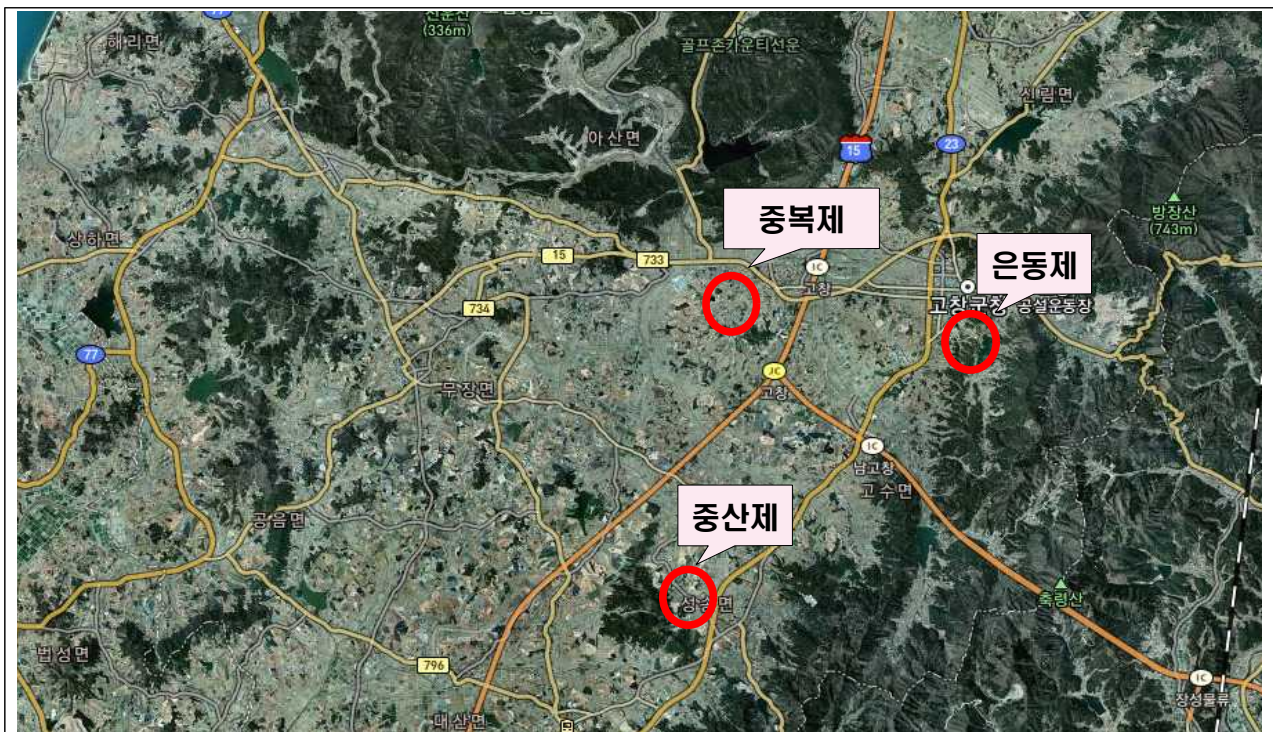 77
선운산
(336m)
해리면
골프존카운티선운
15
23
신림면
아산면
방장산
(743m)
상하면
중복제
은동제
15
733
IC
고창
734
고창군청
공설운동장
77
JC
고창
무장면
IC
남고창
고수면
중산제
공음면
성송면
축령산
법성면
796
대산면
IC
장성물류